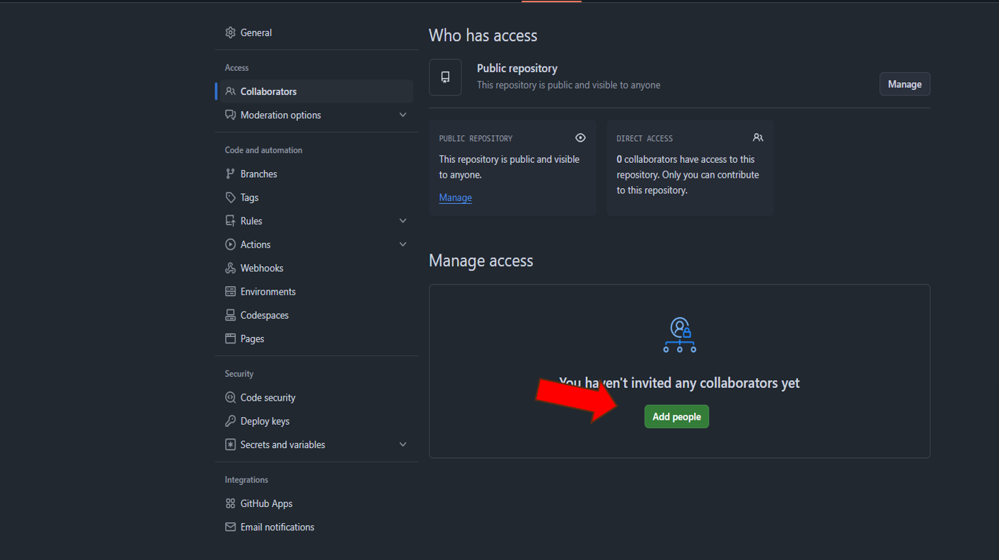 General
Access
Collaborators
Moderation options
Code and automation
Branches
Tags
Rules
Actions
Webhooks
Environments
Codespaces
Pages
Security
Code security
Deploy keys
Secrets and variables
Integrations
GitHub Apps
Email notifications
Who has access
Public repository
This repository is public and visible to anyone
Manage
PUBLIC REPOSITORY
This repository is public and visible
to anyone.
Manage
DIRECT ACCESS
0 collaborators have access to this
repository. Only you can contribute
to this repository.
Manage access
You haven't invited any collaborators yet
Add people